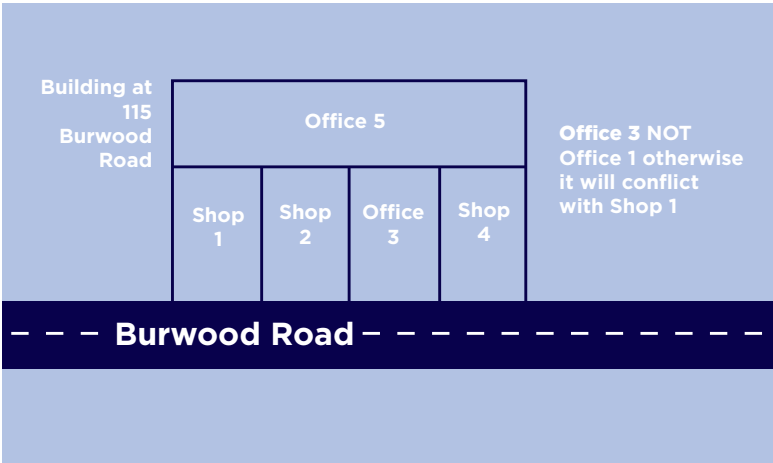 Building at
115
Burwood
Road
Office 5
Shop
1
Shop
2
Office
3
Shop
4
Office 3 NOT
Office 1 otherwise
it will conflict
with Shop 1
Burwood Road